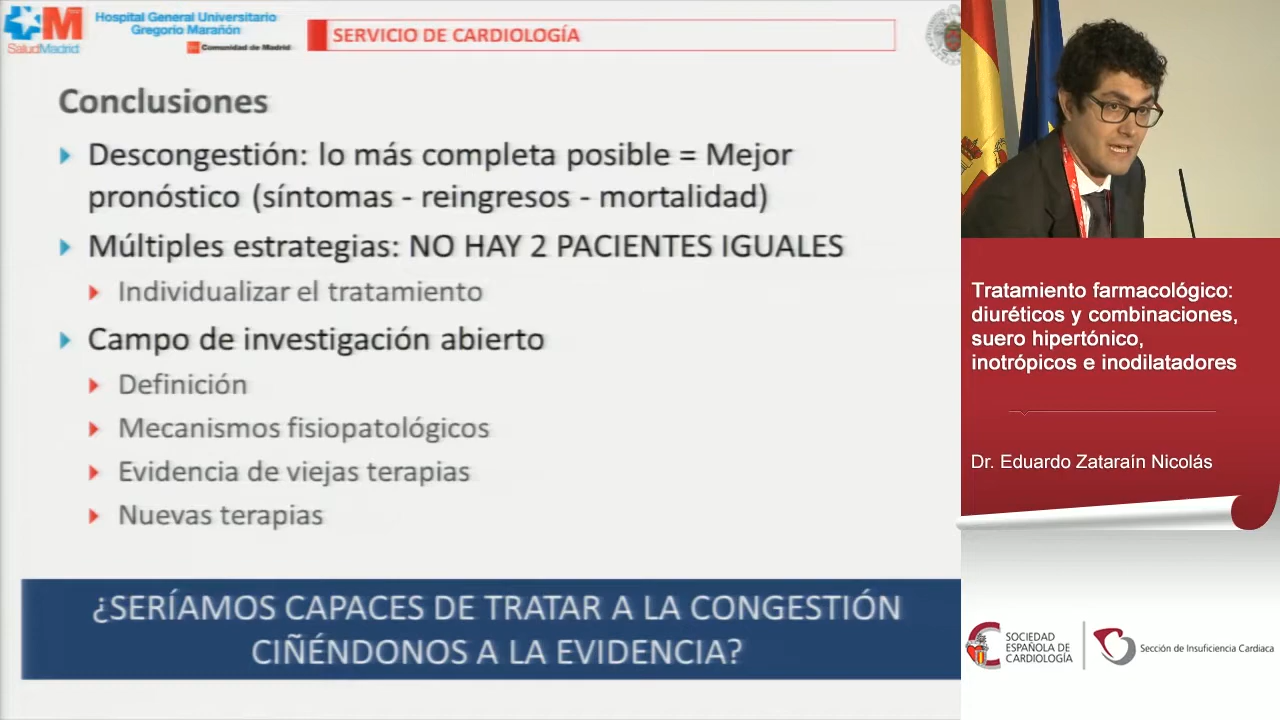 Hospital General Universitario
Gregorio Marañón
SaludMadrid
Comunidad de Madrid
SERVICIO DE CARDIOLOGÍA
Conclusiones
Descongestión: lo más completa posible = Mejor
pronóstico (síntomas - reingresos - mortalidad)
Múltiples estrategias: NO HAY 2 PACIENTES IGUALES
Individualizar el tratamiento
Campo de investigación abierto
Definición
Mecanismos fisiopatológicos
Evidencia de viejas terapias
Nuevas terapias
¿SERÍAMOS CAPACES DE TRATAR A LA CONGESTIÓN
CIÑÉNDONOS A LA EVIDENCIA?
Tratamiento farmacológico:
diuréticos y combinaciones,
suero hipertónico,
inotrópicos e inodilatadores
Dr. Eduardo Zataraín Nicolás
SOCIEDAD
ESPAÑOLA DE
CARDIOLOGÍA
Sección de Insuficiencia Cardiaca